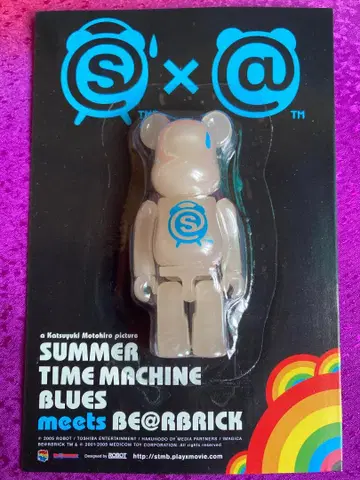 S × @
TM TM
S
a Katsuyuki Motohiro picture
SUMMER
TIME MACHINE
BLUES
meets BE@RBRICK
© 2005 ROBOT / TOSHIBA ENTERTAINMENT / HAKUHODO DY MEDIA PARTNERS / IMAGICA
BE@RBRICK TM & © 2001-2005 MEDICOM TOY CORPORATION. All rights reserved.
Designed by ROBOT http://stmb.playxmovie.com